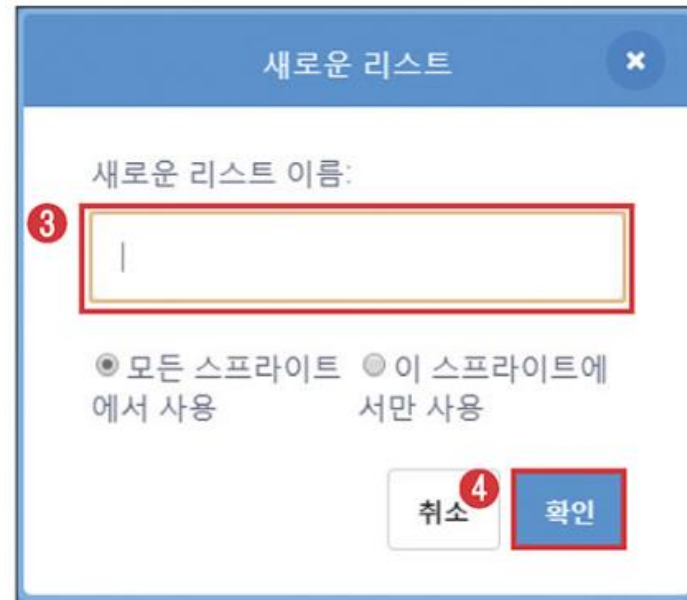 새로운 리스트
새로운 리스트 이름:
3
모든 스프라이트 이 스프라이트에
에서 사용 서만 사용
취소 4 확인